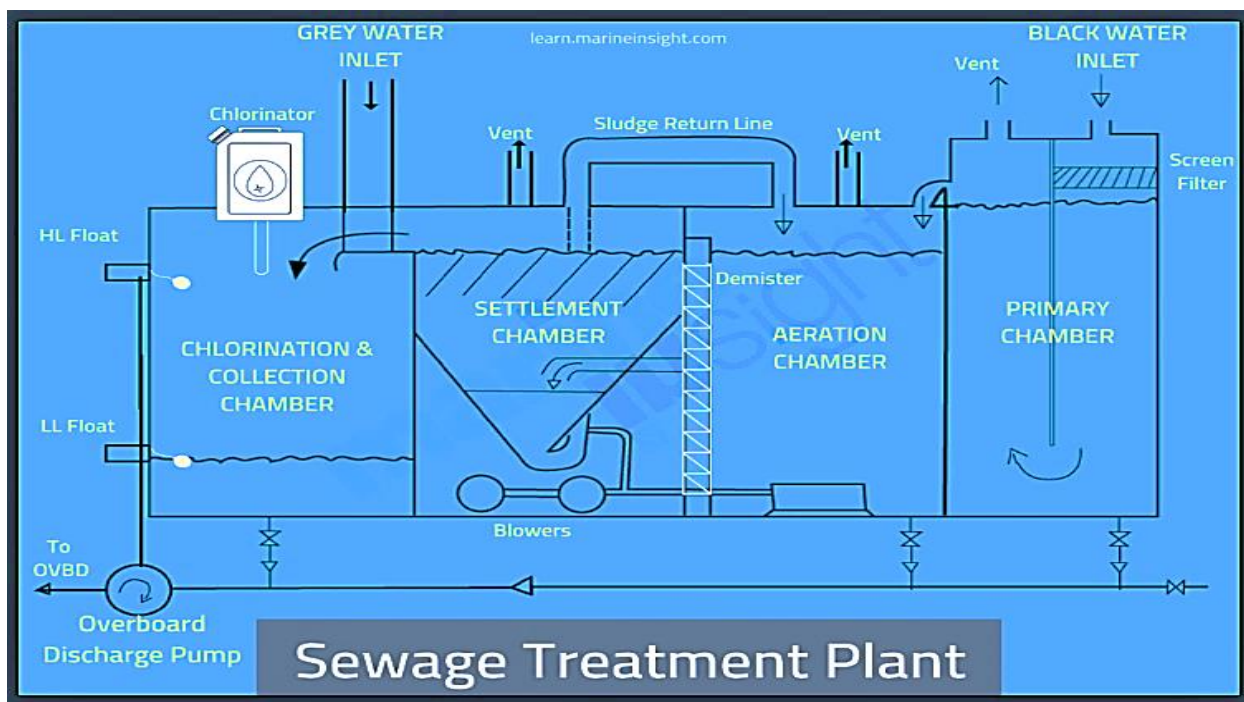 GREY WATER
INLET
learn.marineinsight.com
BLACK WATER
INLET
Vent
Chlorinator
Vent
Sludge Return Line
Vent
Screen
Filter
HL Float
Demister
SETTLEMENT
CHAMBER
PRIMARY
CHAMBER
AERATION
CHAMBER
CHLORINATION &
COLLECTION
CHAMBER
LL Float
Blowers
To
OVBD
Overboard
Discharge Pump
Sewage Treatment Plant